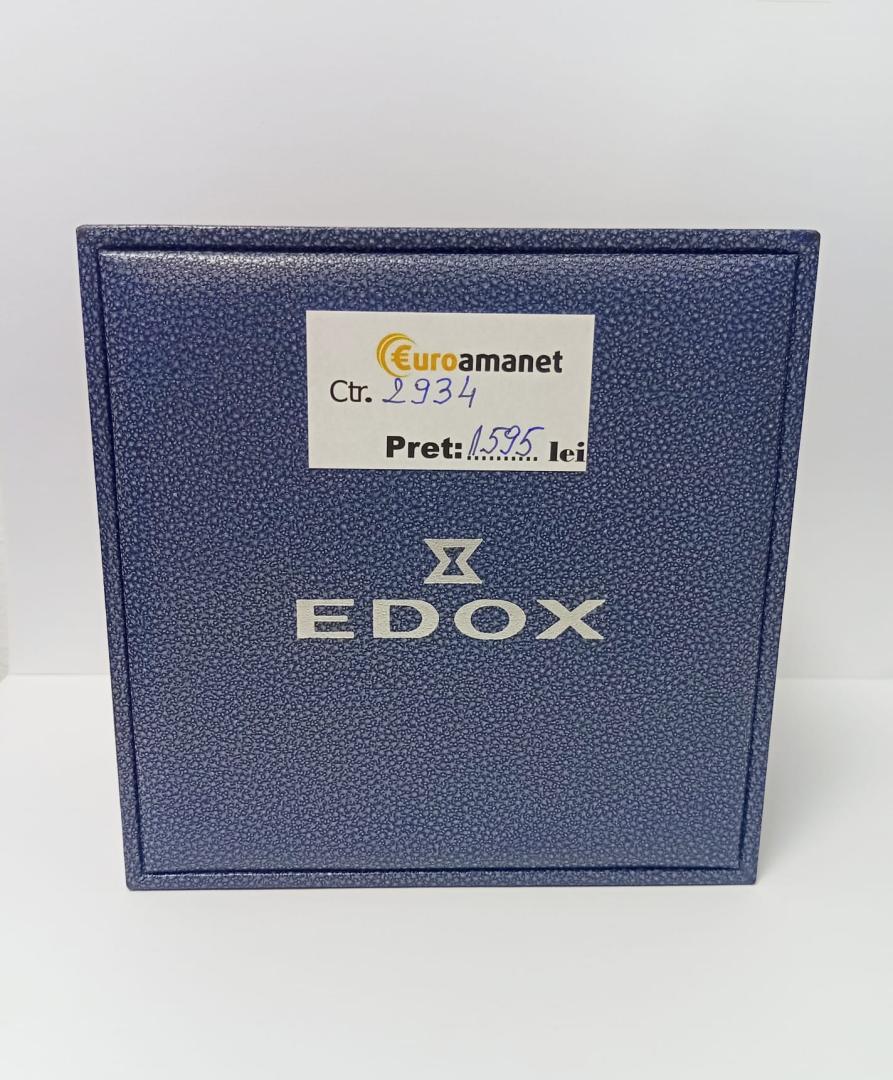 €uroamanet
Ctr. 2934
Pret:.......... 1595 lei
EDOX